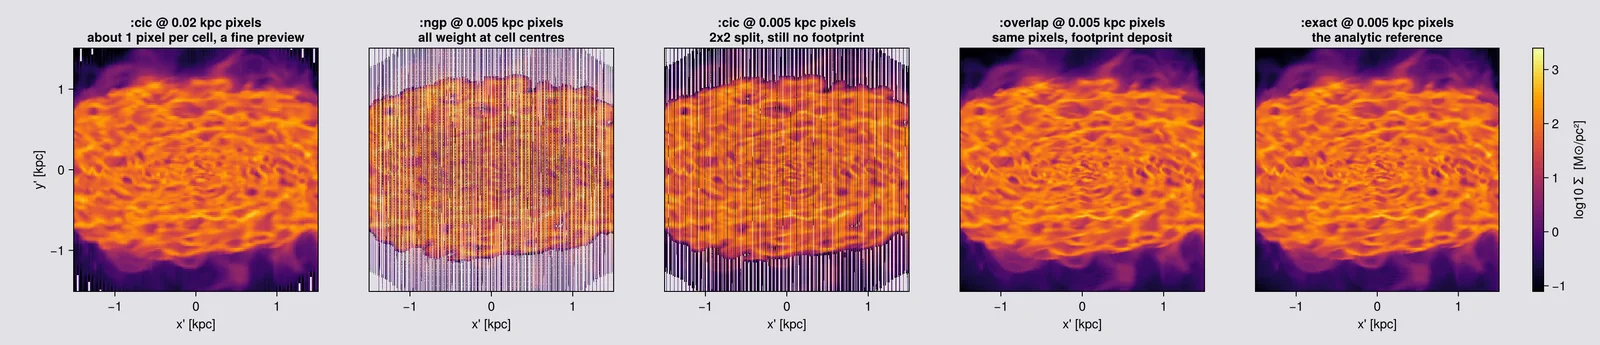 :cic @ 0.02 kpc pixels
about 1 pixel per cell, a fine preview
:ngp @ 0.005 kpc pixels
all weight at cell centres
:cic @ 0.005 kpc pixels
2x2 split, still no footprint
:overlap @ 0.005 kpc pixels
same pixels, footprint deposit
:exact @ 0.005 kpc pixels
the analytic reference
y' [kpc]
1
0
−1
−1 0 1
x' [kpc]
−1 0 1
x' [kpc]
−1 0 1
x' [kpc]
−1 0 1
x' [kpc]
−1 0 1
x' [kpc]
3
2
1
0
−1
log10 Σ [M⊙/pc²]